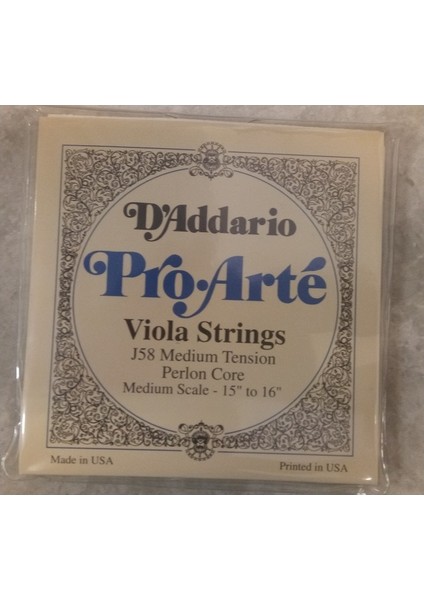 D'Addario
Pro·Arté
Viola Strings
J58 Medium Tension
Perlon Core
Medium Scale - 15" to 16"
Made in USA
Printed in USA